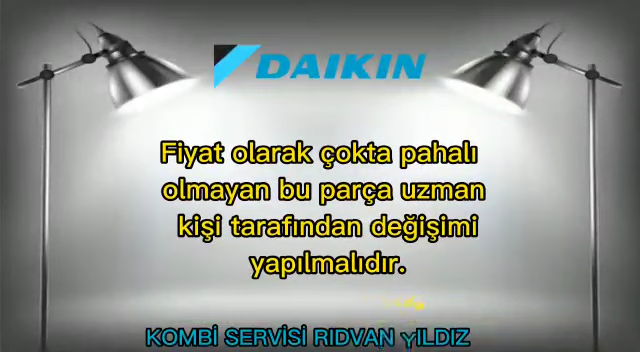 DAIKIN
Fiyat olarak çokta pahalı
olmayan bu parça uzman
kişi tarafından değişimi
yapılmalıdır.
KOMBİ SERVİSİ RIDVAN YILDIZ